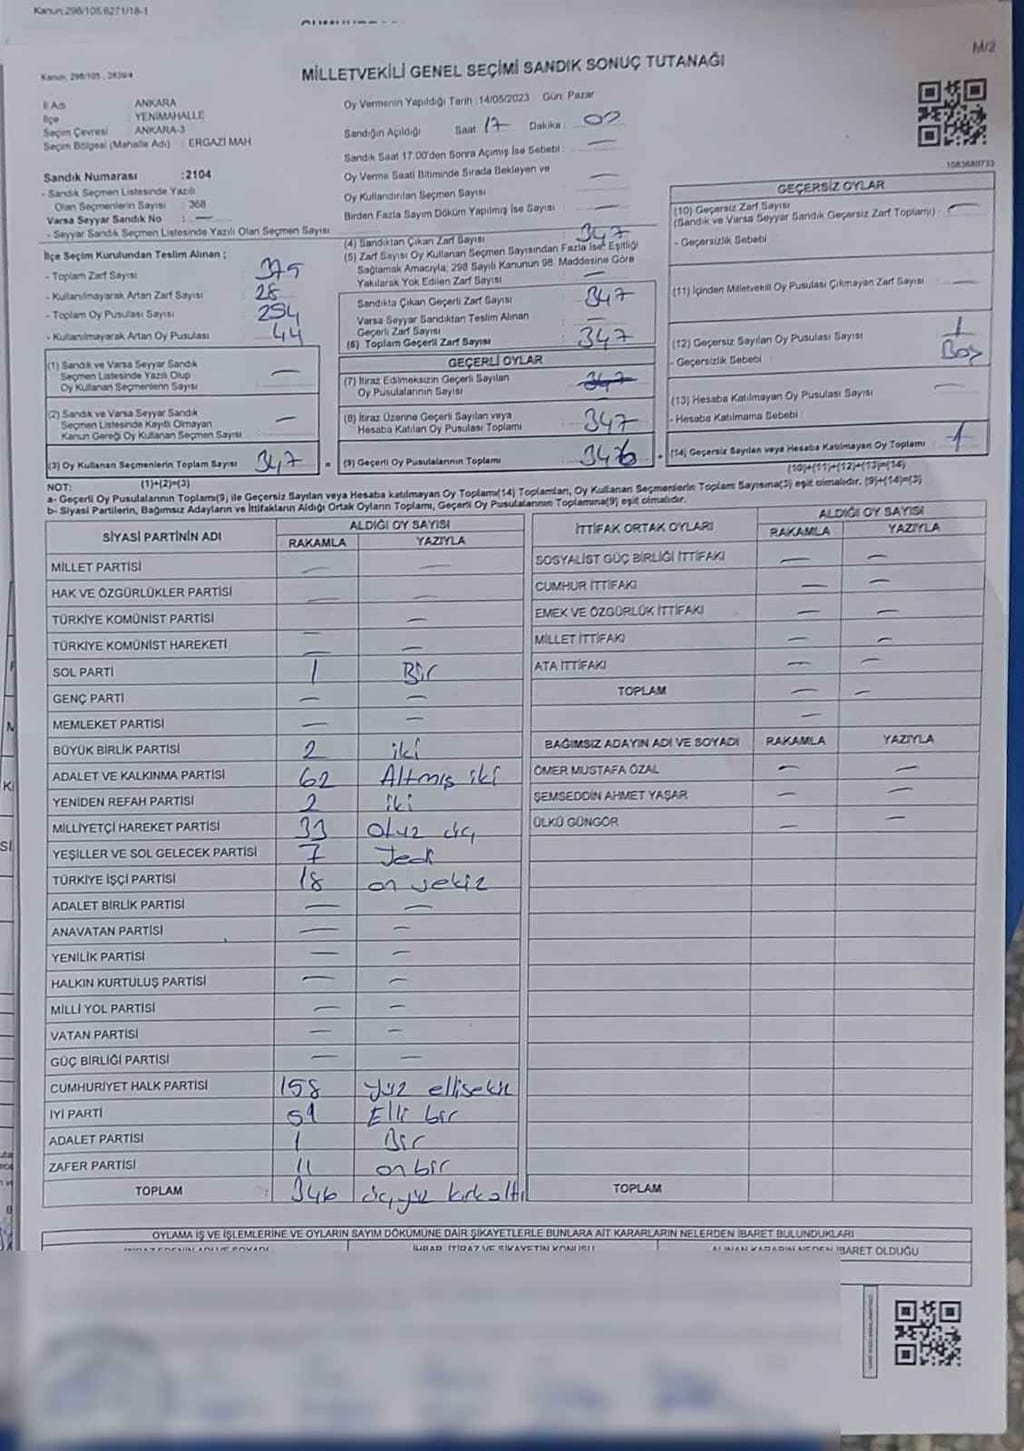 Kanun, 298/105,6271/18-1
Kanun, 298/105 , 2839/4
M/2
MİLLETVEKİLİ GENEL SEÇİMİ SANDIK SONUÇ TUTANAĞI
İl Adı : ANKARA
İlçe : YENİMAHALLE
Seçim Çevresi : ANKARA-3
Seçim Bölgesi (Mahalle Adı) : ERGAZİ MAH
Sandık Numarası :2104
- Sandık Seçmen Listesinde Yazılı
Olan Seçmenlerin Sayısı : 368
Varsa Seyyar Sandık No : —
- Seyyar Sandık Seçmen Listesinde Yazılı Olan Seçmen Sayısı
İlçe Seçim Kurulundan Teslim Alınan ;
- Toplam Zarf Sayısı 375
- Kullanılmayarak Artan Zarf Sayısı 28
- Toplam Oy Pusulası Sayısı
- Kullanılmayarak Artan Oy Pusulası 44
(1) Sandık ve Varsa Seyyar Sandık
Seçmen Listesinde Yazılı Olup
Oy Kullanan Seçmenlerin Sayısı —
(2) Sandık ve Varsa Seyyar Sandık
Seçmen Listesinde Kayıtlı Olmayan
Kanun Gereği Oy Kullanan Seçmen Sayısı —
(3) Oy Kullanan Seçmenlerin Toplam Sayısı 347
Oy Vermenin Yapıldığı Tarih :14/05/2023 Gün: Pazar
Sandığın Açıldığı Saat 17 Dakika :
Sandık Saat 17.00'den Sonra Açılmış İse Sebebi : —
Oy Verme Saati Bitiminde Sırada Bekleyen ve
Oy Kullandırılan Seçmen Sayısı —
Birden Fazla Sayım Döküm Yapılmış İse Sayısı —
(4) Sandıktan Çıkan Zarf Sayısı 347
(5) Zarf Sayısı Oy Kullanan Seçmen Sayısından Fazla İse, Eşitliği
Sağlamak Amacıyla, 298 Sayılı Kanunun 98. Maddesine Göre
Yakılarak Yok Edilen Zarf Sayısı —
Sandıkta Çıkan Geçerli Zarf Sayısı : 347
Varsa Seyyar Sandıktan Teslim Alınan
Geçerli Zarf Sayısı : —
(6) Toplam Geçerli Zarf Sayısı : 347
GEÇERLİ OYLAR
(7) İtiraz Edilmeksizin Geçerli Sayılan
Oy Pusulalarının Sayısı : 347
(8) İtiraz Üzerine Geçerli Sayılan veya
Hesaba Katılan Oy Pusulası Toplamı : 347
= (9) Geçerli Oy Pusulalarının Toplamı : 346
1083680733
GEÇERSİZ OYLAR
(10) Geçersiz Zarf Sayısı
(Sandık ve Varsa Seyyar Sandık Geçersiz Zarf Toplamı) : —
- Geçersizlik Sebebi
(11) İçinden Milletvekili Oy Pusulası Çıkmayan Zarf Sayısı —
(12) Geçersiz Sayılan Oy Pusulası Sayısı 1
- Geçersizlik Sebebi : Boş
(13) Hesaba Katılmayan Oy Pusulası Sayısı —
- Hesaba Katılmama Sebebi
+ (14) Geçersiz Sayılan veya Hesaba Katılmayan Oy Toplamı 1
NOT: (1)+(2)=(3) (10)+(11)+(12)+(13)=(14)
a- Geçerli Oy Pusulalarının Toplamı(9) ile Geçersiz Sayılan veya Hesaba katılmayan Oy Toplamı(14) Toplamları, Oy Kullanan Seçmenlerin Toplam Sayısına(3) eşit olmalıdır. (9)+(14)=(3)
b- Siyasi Partilerin, Bağımsız Adayların ve İttifakların Aldığı Ortak Oyların Toplamı, Geçerli Oy Pusulalarının Toplamına(9) eşit olmalıdır.
SİYASİ PARTİNİN ADI ALDIĞI OY SAYISI
RAKAMLA YAZIYLA
MİLLET PARTİSİ — —
HAK VE ÖZGÜRLÜKLER PARTİSİ — —
TÜRKİYE KOMÜNİST PARTİSİ — —
TÜRKİYE KOMÜNİST HAREKETİ — —
SOL PARTİ 1 Bir
GENÇ PARTİ — —
MEMLEKET PARTİSİ — —
BÜYÜK BİRLİK PARTİSİ 2 iki
ADALET VE KALKINMA PARTİSİ 62 Altmış iki
YENİDEN REFAH PARTİSİ 2 iki
MİLLİYETÇİ HAREKET PARTİSİ 33 Otuz üç
YEŞİLLER VE SOL GELECEK PARTİSİ 7 Yedi
TÜRKİYE İŞÇİ PARTİSİ 18 on sekiz
ADALET BİRLİK PARTİSİ — —
ANAVATAN PARTİSİ — —
YENİLİK PARTİSİ — —
HALKIN KURTULUŞ PARTİSİ — —
MİLLİ YOL PARTİSİ — —
VATAN PARTİSİ — —
GÜÇ BİRLİĞİ PARTİSİ — —
CUMHURİYET HALK PARTİSİ 158 yüz ellisekiz
İYİ PARTİ 51 Elli bir
ADALET PARTİSİ 1 Bir
ZAFER PARTİSİ 11 on bir
TOPLAM : 346 üçyüz kırkaltı
İTTİFAK ORTAK OYLARI ALDIĞI OY SAYISI
RAKAMLA YAZIYLA
SOSYALİST GÜÇ BİRLİĞİ İTTİFAKI — —
CUMHUR İTTİFAKI — —
EMEK VE ÖZGÜRLÜK İTTİFAKI — —
MİLLET İTTİFAKI — —
ATA İTTİFAKI — —
TOPLAM — —
—
BAĞIMSIZ ADAYIN ADI VE SOYADI RAKAMLA YAZIYLA
ÖMER MUSTAFA ÖZAL — —
ŞEMSEDDİN AHMET YAŞAR — —
ÜLKÜ GÜNGÖR — —
TOPLAM
OYLAMA İŞ VE İŞLEMLERİNE VE OYLARIN SAYIM DÖKÜMÜNE DAİR ŞİKAYETLERLE BUNLARA AİT KARARLARIN NELERDEN İBARET BULUNDUKLARI
İHBAR, İTİRAZ VE ŞİKAYETİN KONUSU ALINAN KARARIN NEDEN İBARET OLDUĞU